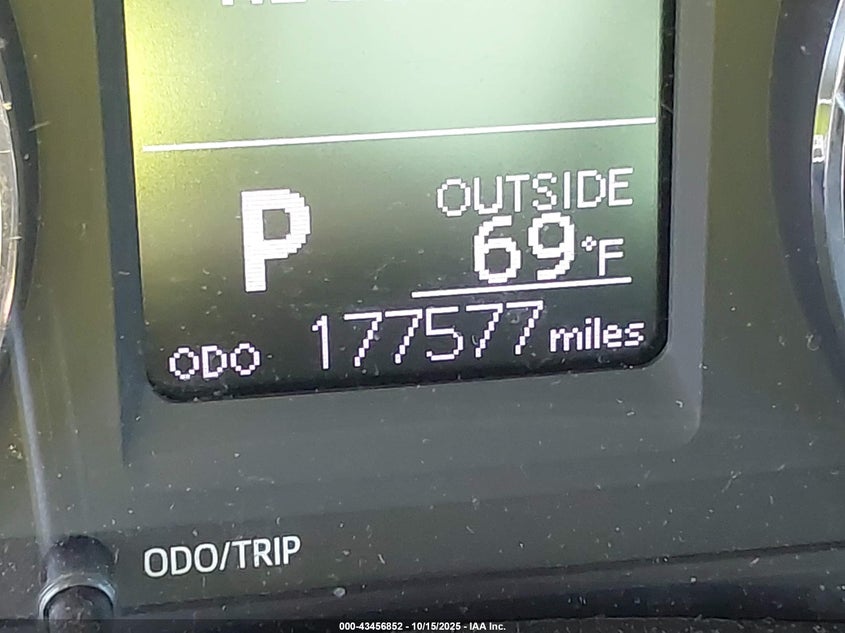 P
OUTSIDE
69°F
ODO 177577 miles
ODO/TRIP
000-43456852 - 10/15/2025 - IAA Inc.